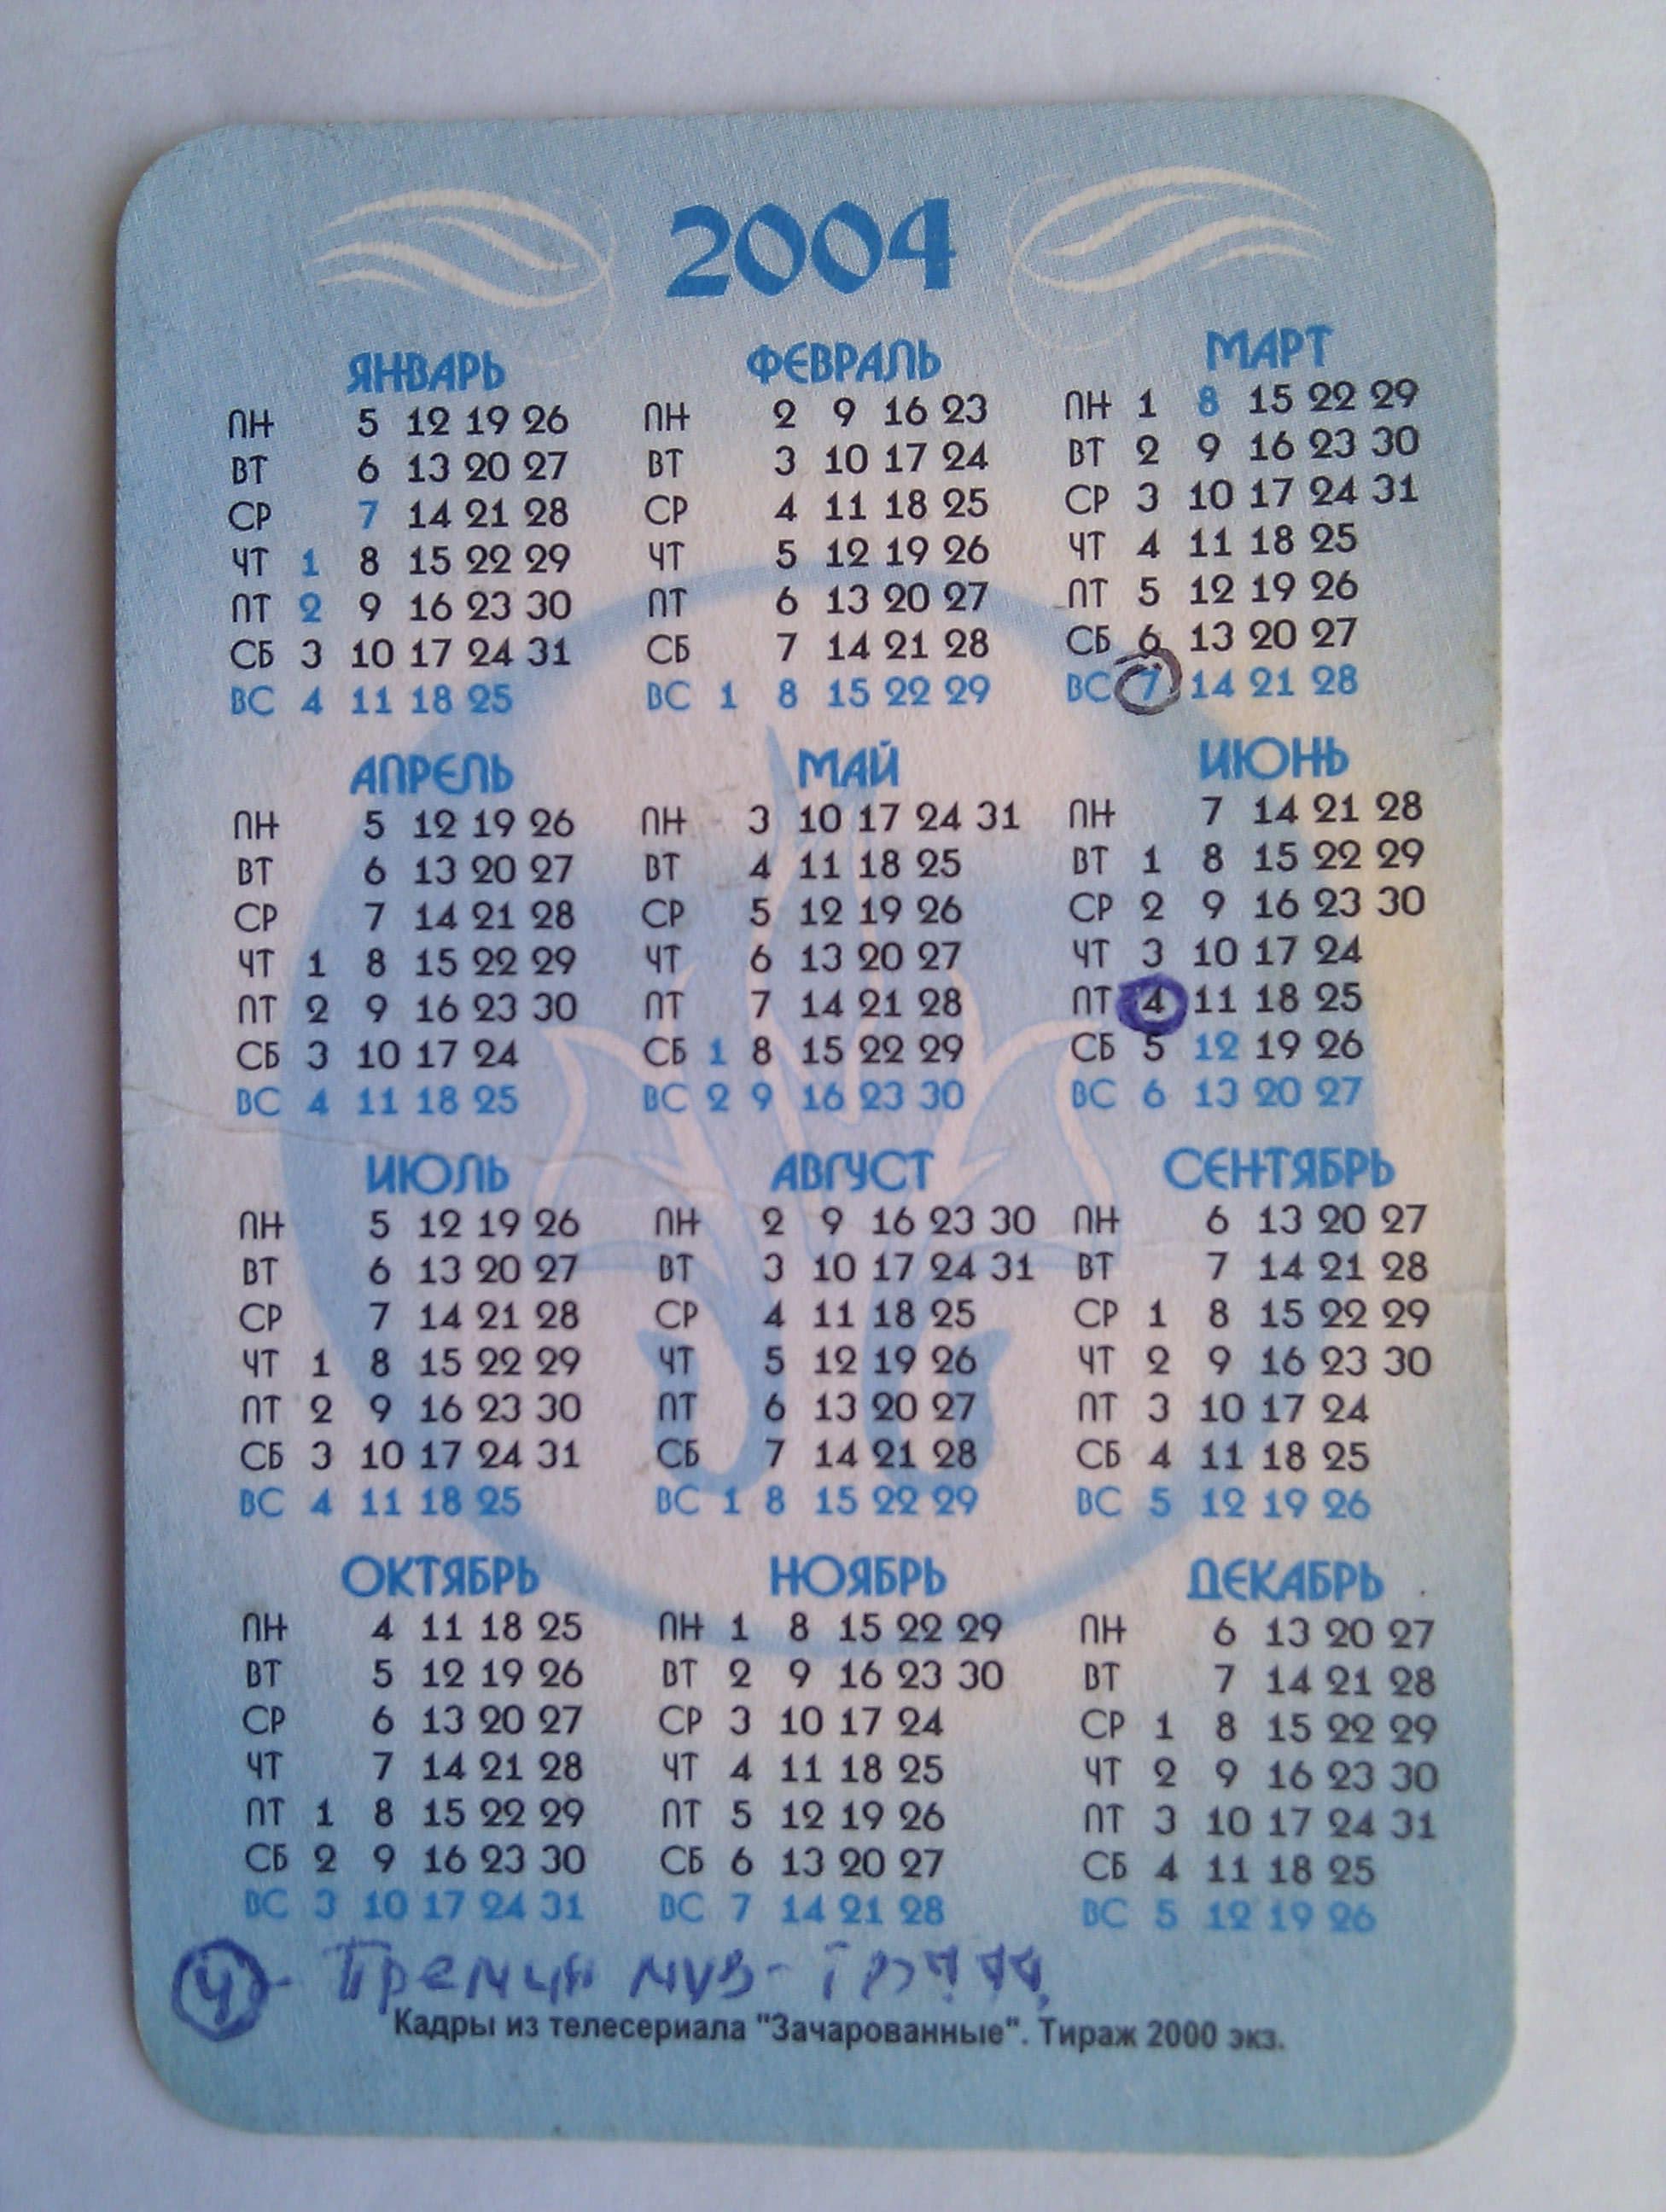 2004
ЯНВАРЬ
ПН 5 12 19 26
ВТ 6 13 20 27
СР 7 14 21 28
ЧТ 1 8 15 22 29
ПТ 2 9 16 23 30
СБ 3 10 17 24 31
ВС 4 11 18 25
ФЕВРАЛЬ
ПН 2 9 16 23
ВТ 3 10 17 24
СР 4 11 18 25
ЧТ 5 12 19 26
ПТ 6 13 20 27
СБ 7 14 21 28
ВС 1 8 15 22 29
МАРТ
ПН 1 8 15 22 29
ВТ 2 9 16 23 30
СР 3 10 17 24 31
ЧТ 4 11 18 25
ПТ 5 12 19 26
СБ 6 13 20 27
ВС 7 14 21 28
АПРЕЛЬ
ПН 5 12 19 26
ВТ 6 13 20 27
СР 7 14 21 28
ЧТ 1 8 15 22 29
ПТ 2 9 16 23 30
СБ 3 10 17 24
ВС 4 11 18 25
МАЙ
ПН 3 10 17 24 31
ВТ 4 11 18 25
СР 5 12 19 26
ЧТ 6 13 20 27
ПТ 7 14 21 28
СБ 1 8 15 22 29
ВС 2 9 16 23 30
ИЮНЬ
ПН 7 14 21 28
ВТ 1 8 15 22 29
СР 2 9 16 23 30
ЧТ 3 10 17 24
ПТ 4 11 18 25
СБ 5 12 19 26
ВС 6 13 20 27
ИЮЛЬ
ПН 5 12 19 26
ВТ 6 13 20 27
СР 7 14 21 28
ЧТ 1 8 15 22 29
ПТ 2 9 16 23 30
СБ 3 10 17 24 31
ВС 4 11 18 25
АВГУСТ
ПН 2 9 16 23 30
ВТ 3 10 17 24 31
СР 4 11 18 25
ЧТ 5 12 19 26
ПТ 6 13 20 27
СБ 7 14 21 28
ВС 1 8 15 22 29
СЕНТЯБРЬ
ПН 6 13 20 27
ВТ 7 14 21 28
СР 1 8 15 22 29
ЧТ 2 9 16 23 30
ПТ 3 10 17 24
СБ 4 11 18 25
ВС 5 12 19 26
ОКТЯБРЬ
ПН 4 11 18 25
ВТ 5 12 19 26
СР 6 13 20 27
ЧТ 7 14 21 28
ПТ 1 8 15 22 29
СБ 2 9 16 23 30
ВС 3 10 17 24 31
НОЯБРЬ
ПН 1 8 15 22 29
ВТ 2 9 16 23 30
СР 3 10 17 24
ЧТ 4 11 18 25
ПТ 5 12 19 26
СБ 6 13 20 27
ВС 7 14 21 28
ДЕКАБРЬ
ПН 6 13 20 27
ВТ 7 14 21 28
СР 1 8 15 22 29
ЧТ 2 9 16 23 30
ПТ 3 10 17 24 31
СБ 4 11 18 25
ВС 5 12 19 26
4 - Премия муз-
Кадры из телесериала "Зачарованные". Тираж 2000 экз.